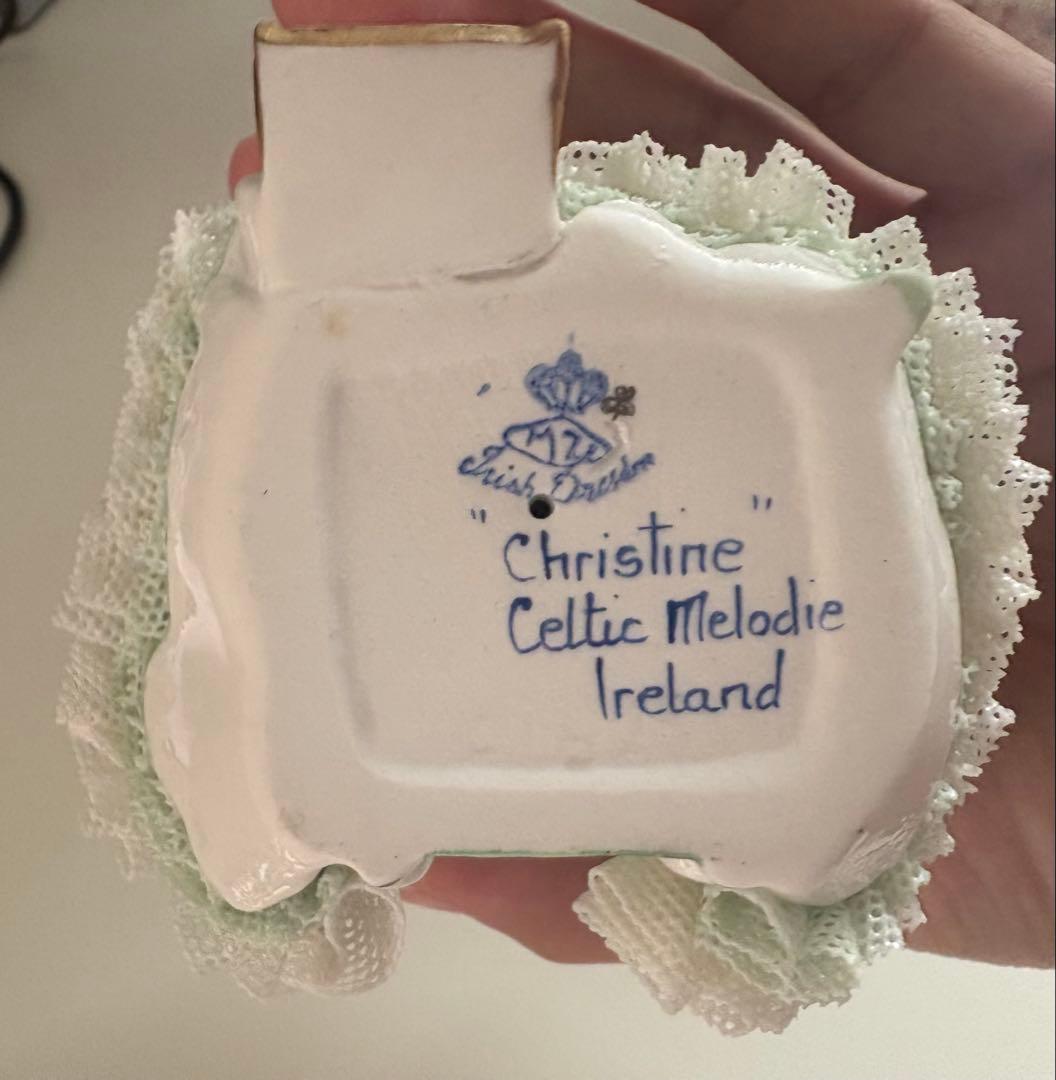 MZ
Irish Dresden
"Christine"
Celtic Melodie
Ireland